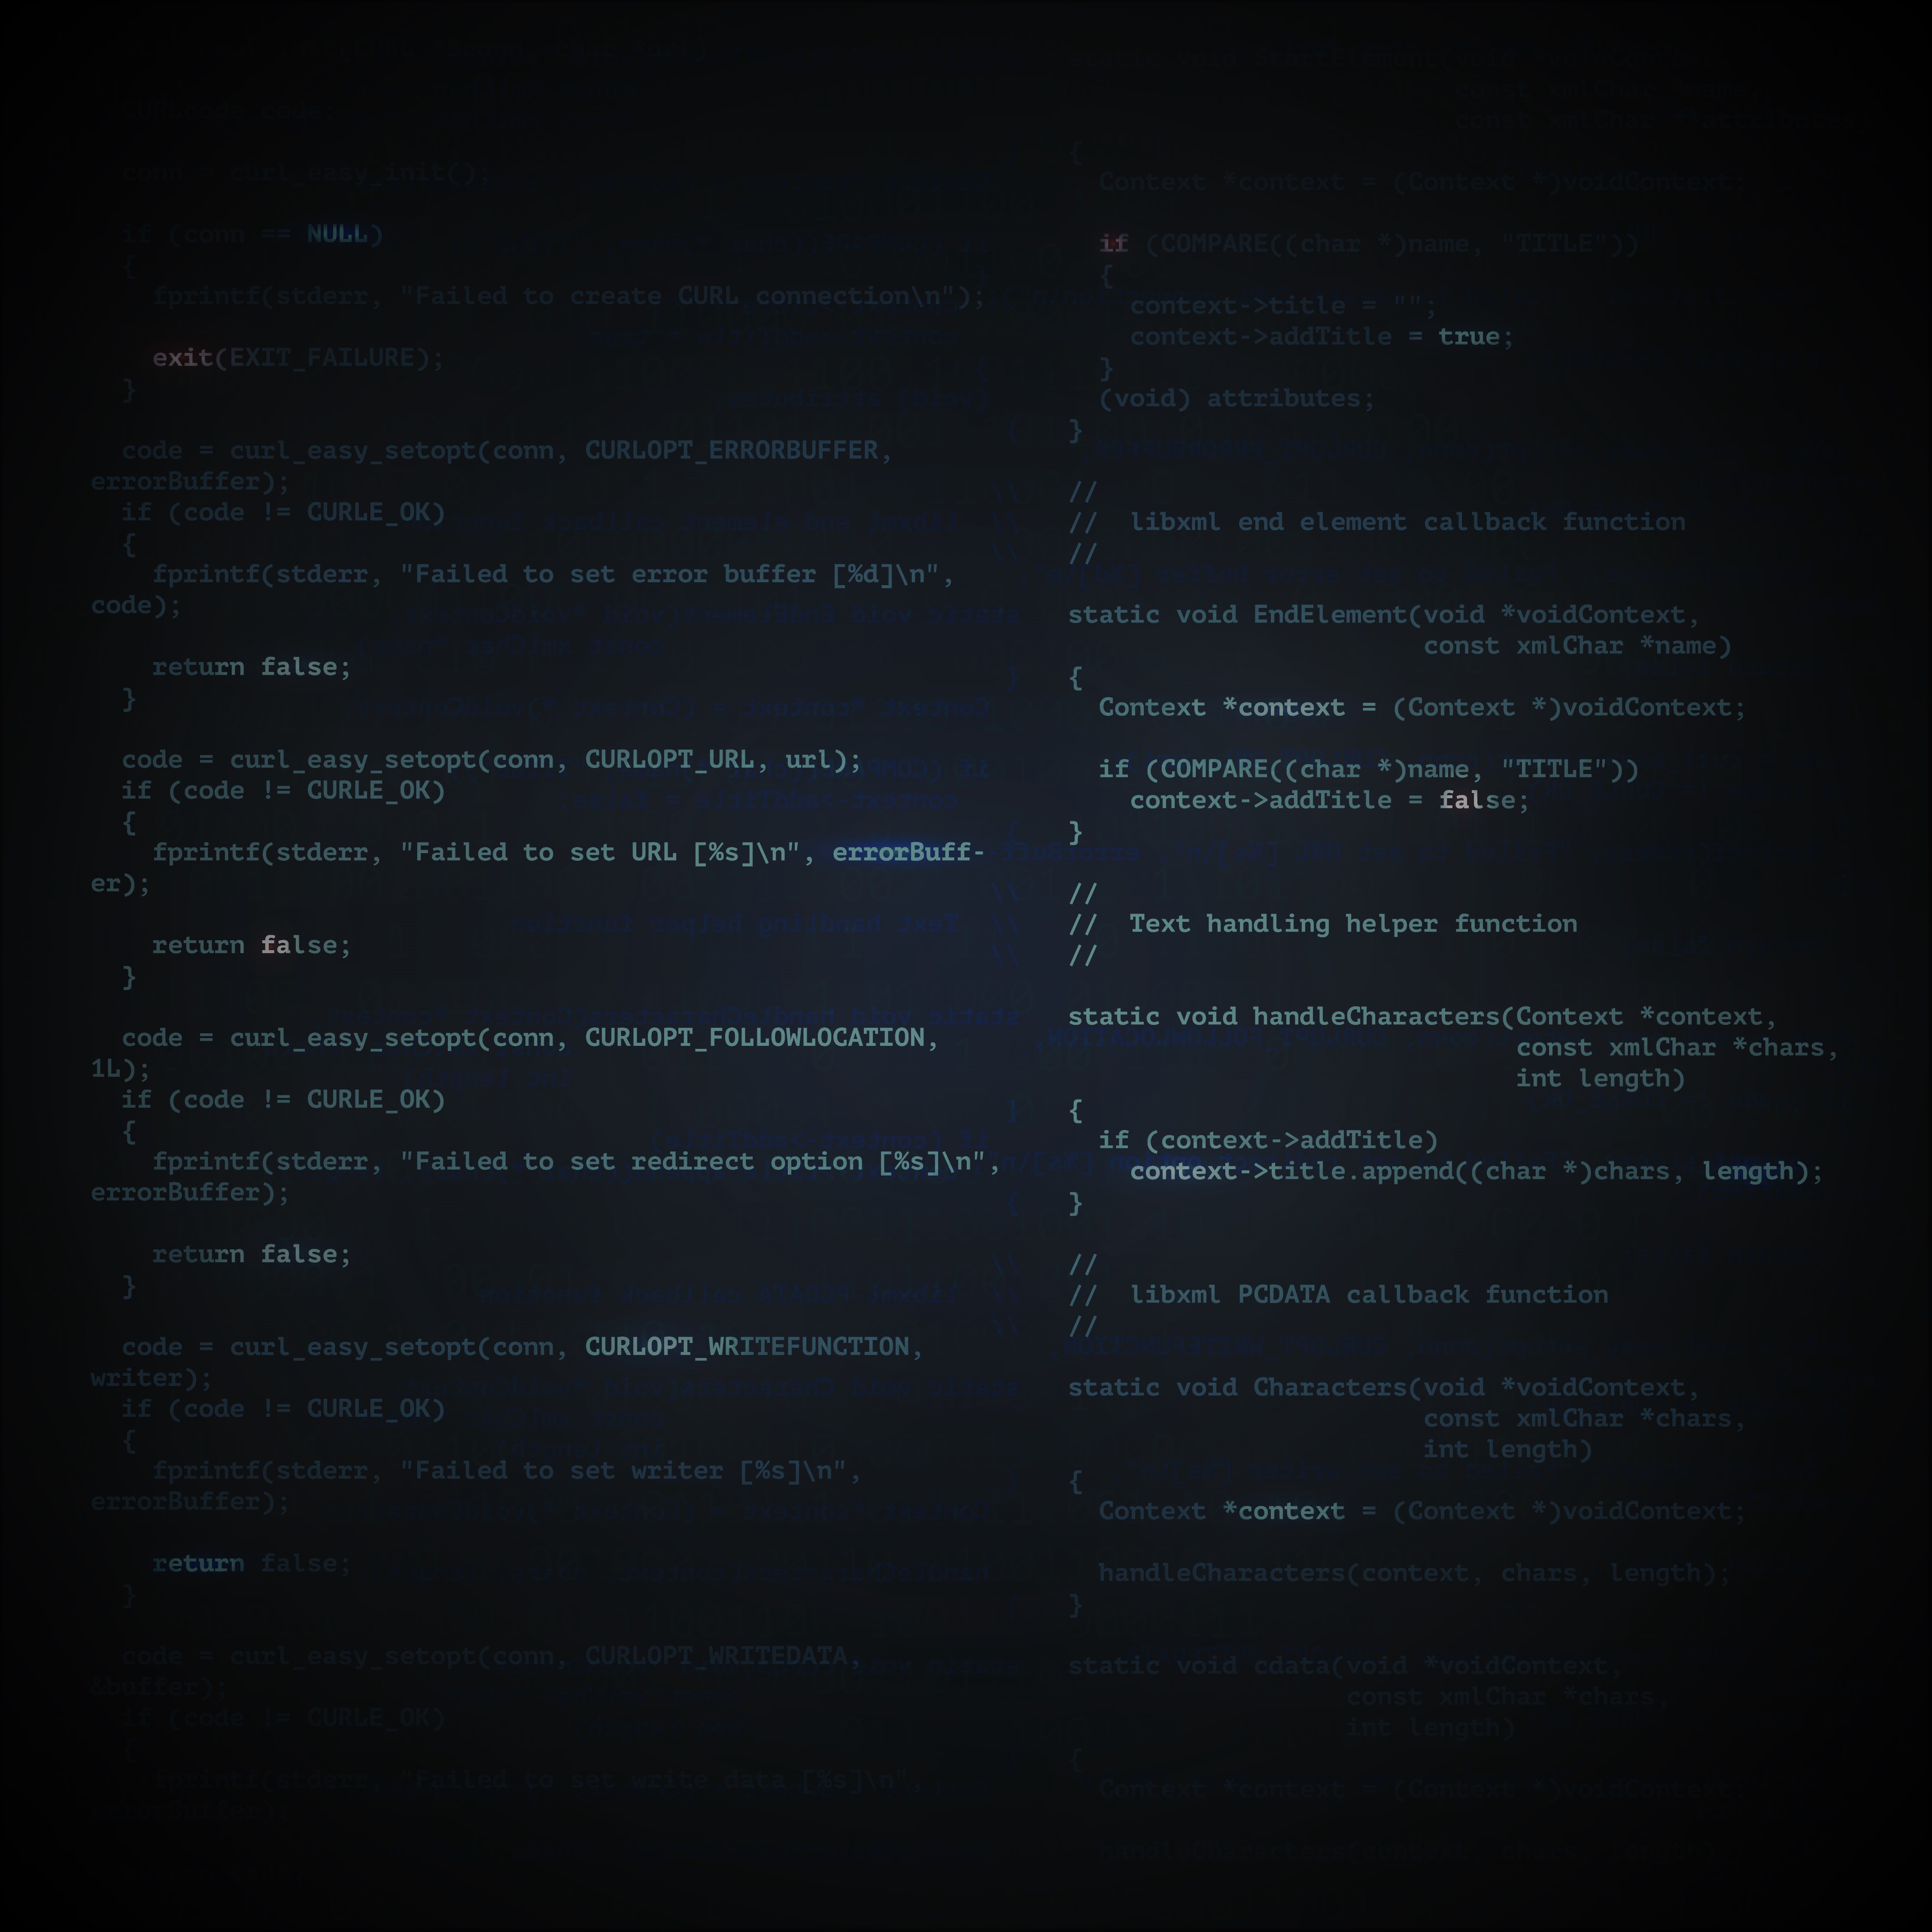 CURLcode code;
conn = curl_easy_init();
if (conn == NULL)
{
fprintf(stderr, "Failed to create CURL connection\n");
exit(EXIT_FAILURE);
}
code = curl_easy_setopt(conn, CURLOPT_ERRORBUFFER,
errorBuffer);
if (code != CURLE_OK)
{
fprintf(stderr, "Failed to set error buffer [%d]\n",
code);
return false;
}
code = curl_easy_setopt(conn, CURLOPT_URL, url);
if (code != CURLE_OK)
{
fprintf(stderr, "Failed to set URL [%s]\n", errorBuff-
er);
return false;
}
code = curl_easy_setopt(conn, CURLOPT_FOLLOWLOCATION,
1L);
if (code != CURLE_OK)
{
fprintf(stderr, "Failed to set redirect option [%s]\n",
errorBuffer);
return false;
}
code = curl_easy_setopt(conn, CURLOPT_WRITEFUNCTION,
writer);
if (code != CURLE_OK)
{
fprintf(stderr, "Failed to set writer [%s]\n",
errorBuffer);
return false;
}
code = curl_easy_setopt(conn, CURLOPT_WRITEDATA,
&buffer);
if (code != CURLE_OK)
{
fprintf(stderr, "Failed to set write data [%s]\n",
errorBuffer);
static void StartElement(void *voidContext,
const xmlChar *name,
const xmlChar **attributes)
{
Context *context = (Context *)voidContext;
if (COMPARE((char *)name, "TITLE"))
{
context->title = "";
context->addTitle = true;
}
(void) attributes;
}
//
// libxml end element callback function
//
static void EndElement(void *voidContext,
const xmlChar *name)
{
Context *context = (Context *)voidContext;
if (COMPARE((char *)name, "TITLE"))
context->addTitle = false;
}
//
// Text handling helper function
//
static void handleCharacters(Context *context,
const xmlChar *chars,
int length)
{
if (context->addTitle)
context->title.append((char *)chars, length);
}
//
// libxml PCDATA callback function
//
static void Characters(void *voidContext,
const xmlChar *chars,
int length)
{
Context *context = (Context *)voidContext;
handleCharacters(context, chars, length);
}
static void cdata(void *voidContext,
const xmlChar *chars,
int length)
{
Context *context = (Context *)voidContext;
handleCharacters(context, chars, length);